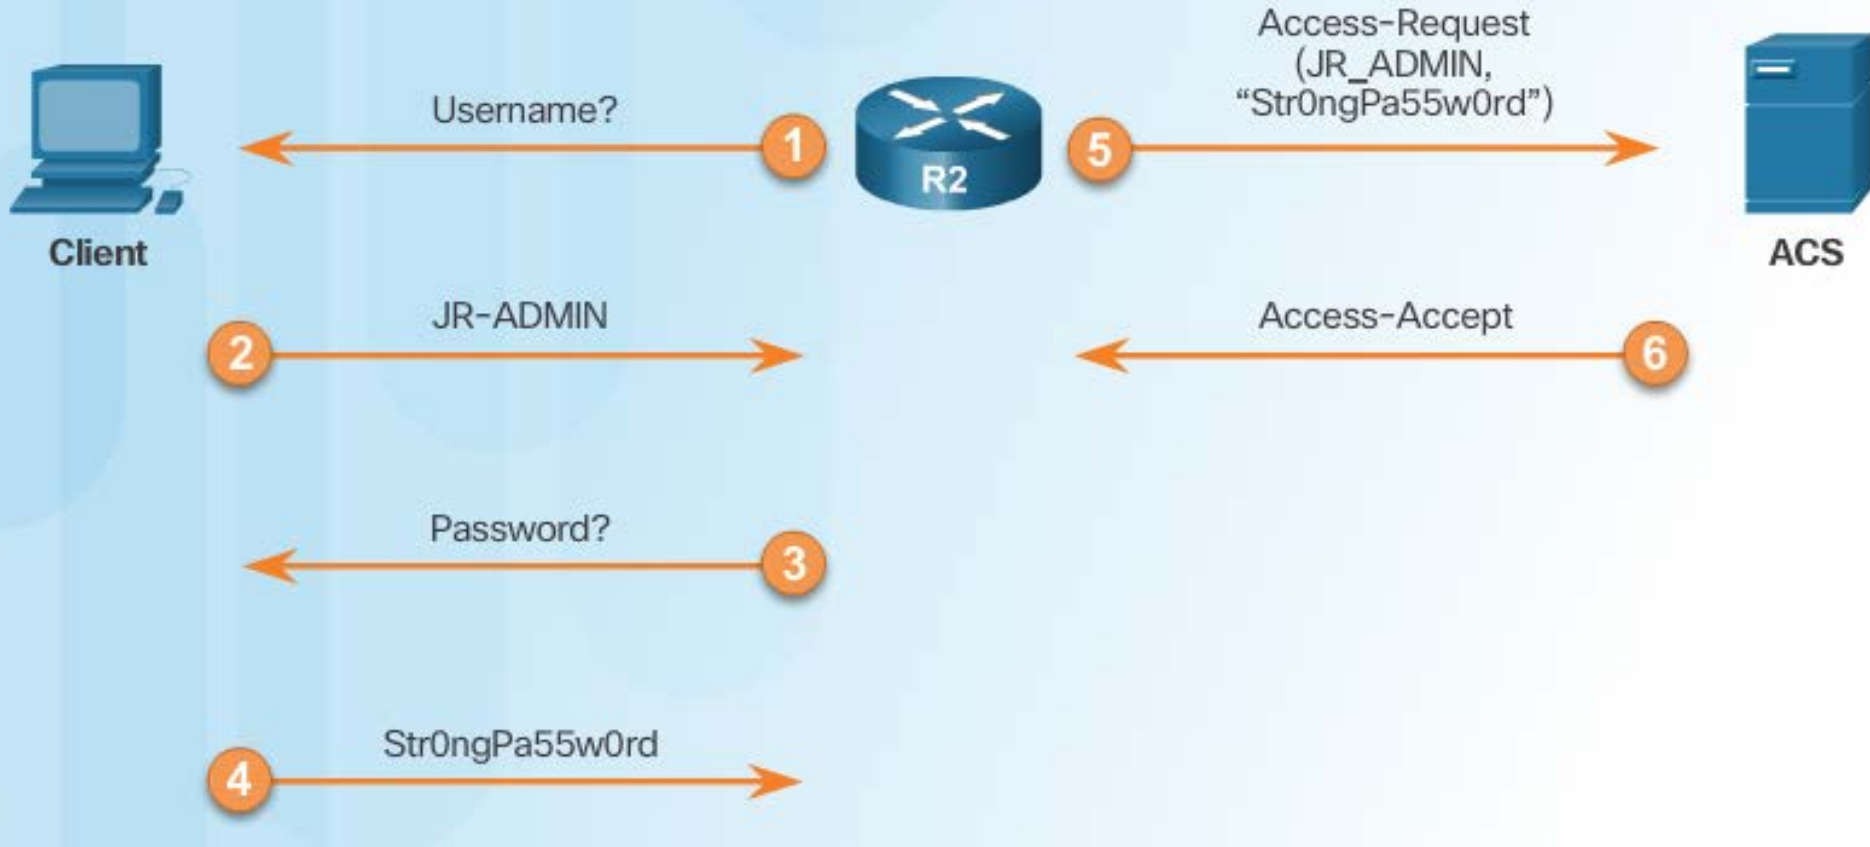 Username?
1
R2
5
Access-Request
(JR_ADMIN,
“Str0ngPa55w0rd”)
Client
ACS
2
JR-ADMIN
Access-Accept
6
Password?
3
4
Str0ngPa55w0rd